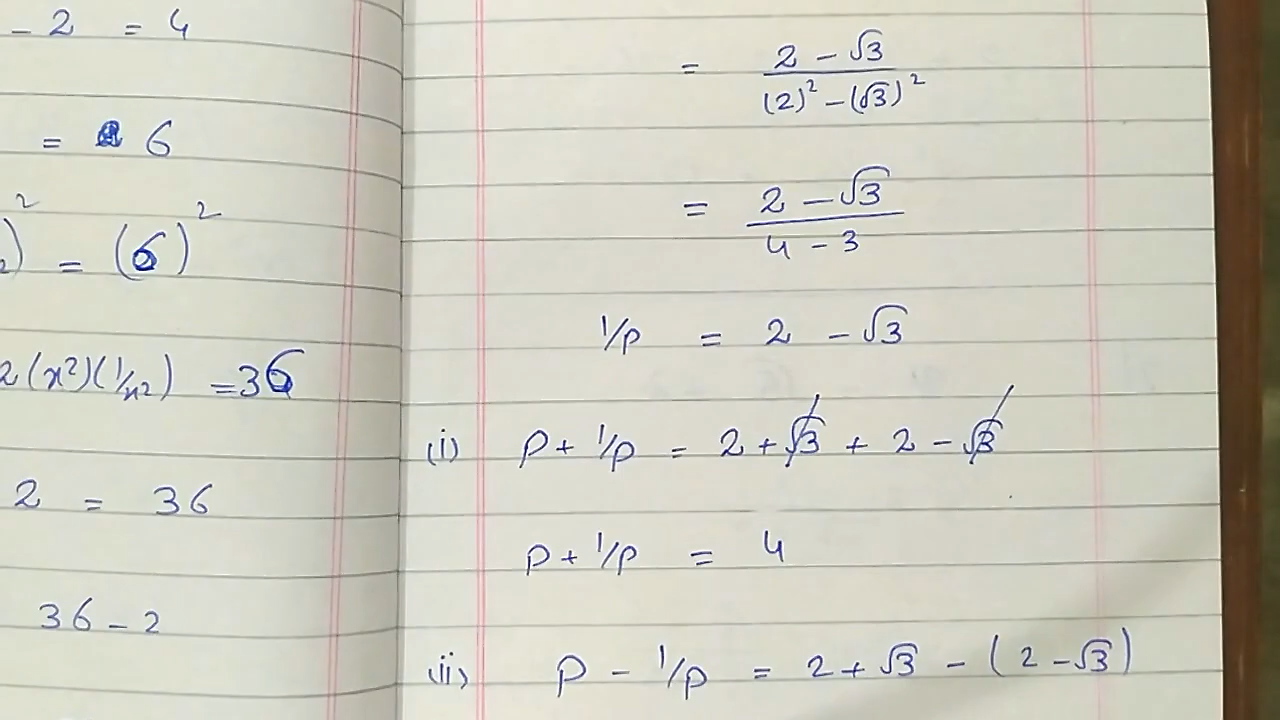 - 2 = 4
= 6
)² = (6)²
2(x²)(1/x²) = 36
2 = 36
36 - 2
= (2 - √3) / ((2)² - (√3)²)
= (2 - √3) / (4 - 3)
1/p = 2 - √3
(i) p + 1/p = 2 + √3 + 2 - √3
p + 1/p = 4
(ii) p - 1/p = 2 + √3 - (2 - √3)